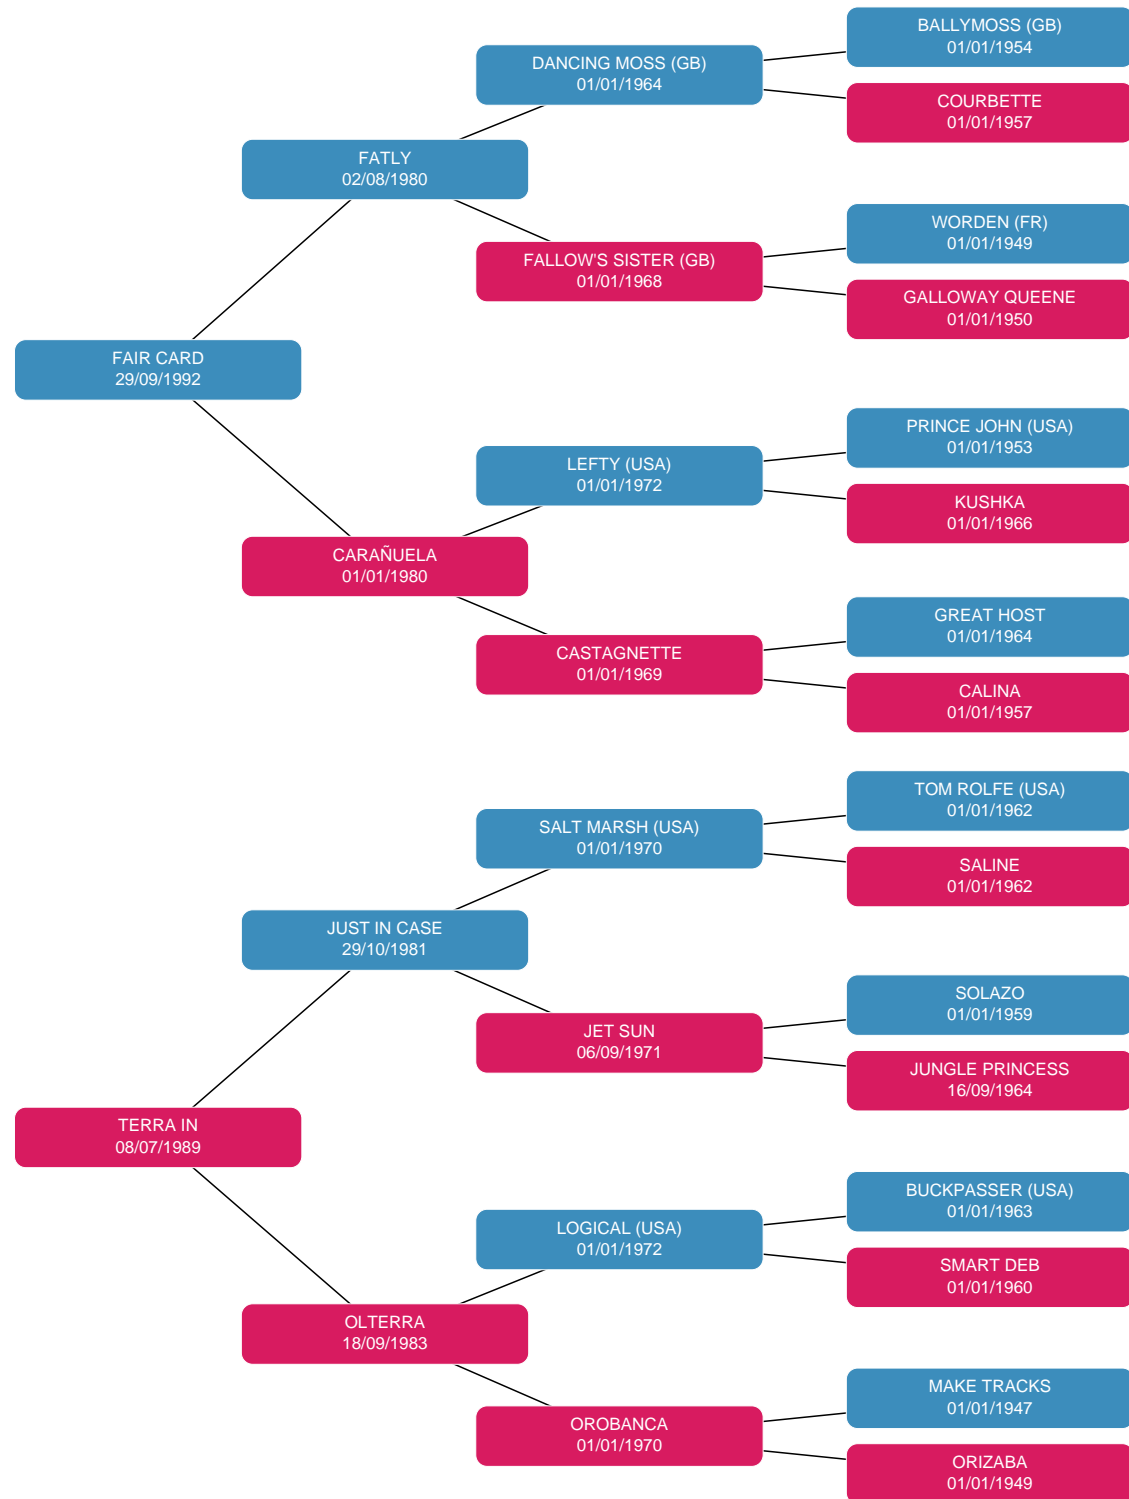 BALLYMOSS (GB)
01/01/1954
DANCING MOSS (GB)
01/01/1964
COURBETTE
01/01/1957
FATLY
02/08/1980
WORDEN (FR)
01/01/1949
FALLOW'S SISTER (GB)
01/01/1968
GALLOWAY QUEENE
01/01/1950
FAIR CARD
29/09/1992
PRINCE JOHN (USA)
01/01/1953
LEFTY (USA)
01/01/1972
KUSHKA
01/01/1966
CARAÑUELA
01/01/1980
GREAT HOST
01/01/1964
CASTAGNETTE
01/01/1969
CALINA
01/01/1957
TOM ROLFE (USA)
01/01/1962
SALT MARSH (USA)
01/01/1970
SALINE
01/01/1962
JUST IN CASE
29/10/1981
SOLAZO
01/01/1959
JET SUN
06/09/1971
JUNGLE PRINCESS
16/09/1964
TERRA IN
08/07/1989
BUCKPASSER (USA)
01/01/1963
LOGICAL (USA)
01/01/1972
SMART DEB
01/01/1960
OLTERRA
18/09/1983
MAKE TRACKS
01/01/1947
OROBANCA
01/01/1970
ORIZABA
01/01/1949